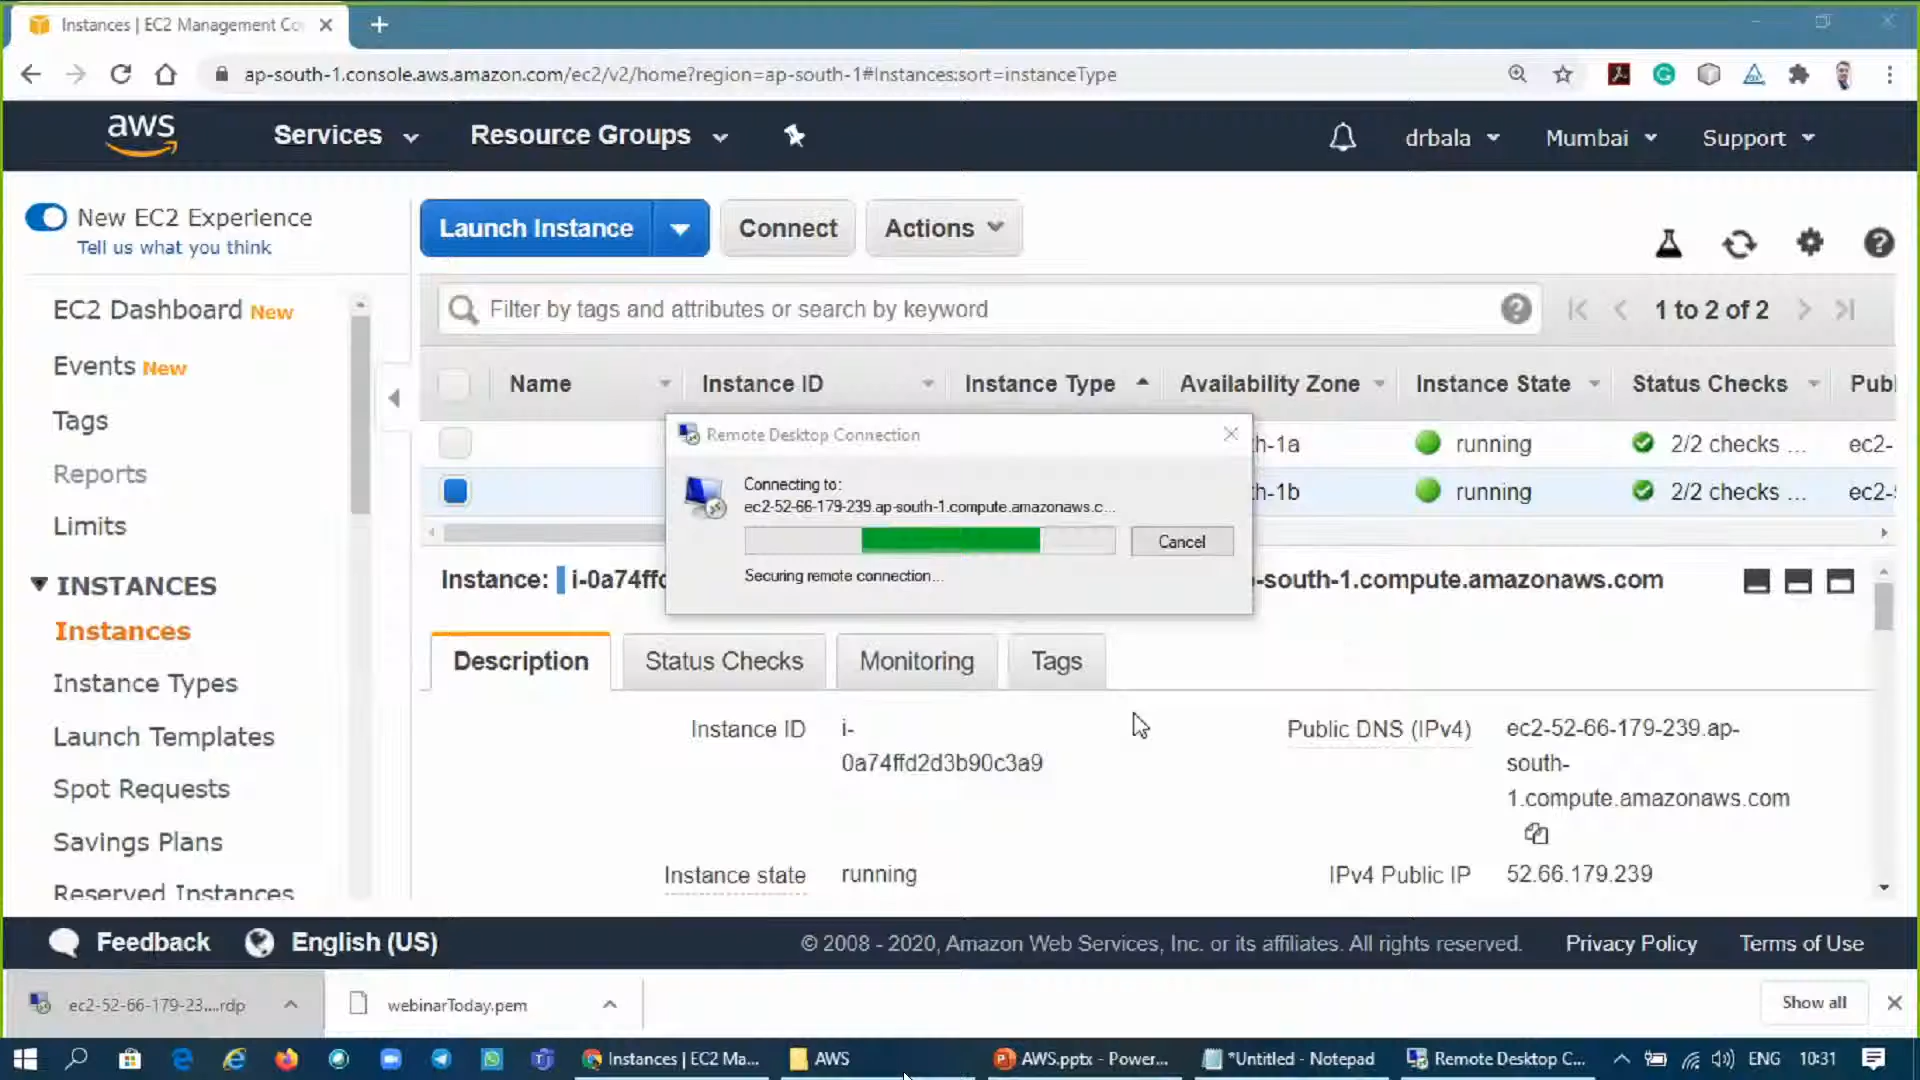 Instances | EC2 Management Co
ap-south-1.console.aws.amazon.com/ec2/v2/home?region=ap-south-1#Instances:sort=instanceType
aws
Services
Resource Groups
drbala
Mumbai
Support
New EC2 Experience
Tell us what you think
EC2 Dashboard New
Events New
Tags
Reports
Limits
INSTANCES
Instances
Instance Types
Launch Templates
Spot Requests
Savings Plans
Reserved Instances
Launch Instance
Connect
Actions
Filter by tags and attributes or search by keyword
1 to 2 of 2
Name Instance ID Instance Type Availability Zone Instance State Status Checks Publ
h-1a running 2/2 checks ... ec2-
h-1b running 2/2 checks ... ec2-
Remote Desktop Connection
Connecting to:
ec2-52-66-179-239.ap-south-1.compute.amazonaws.c...
Cancel
Securing remote connection...
Instance: i-0a74ffd -south-1.compute.amazonaws.com
Description
Status Checks
Monitoring
Tags
Instance ID
i-
0a74ffd2d3b90c3a9
Public DNS (IPv4)
ec2-52-66-179-239.ap-
south-
1.compute.amazonaws.com
Instance state
running
IPv4 Public IP
52.66.179.239
Feedback
English (US)
© 2008 - 2020, Amazon Web Services, Inc. or its affiliates. All rights reserved.
Privacy Policy
Terms of Use
ec2-52-66-179-23....rdp
webinarToday.pem
Show all
Instances | EC2 Ma...
AWS
AWS.pptx - Power...
*Untitled - Notepad
Remote Desktop C...
ENG
10:31